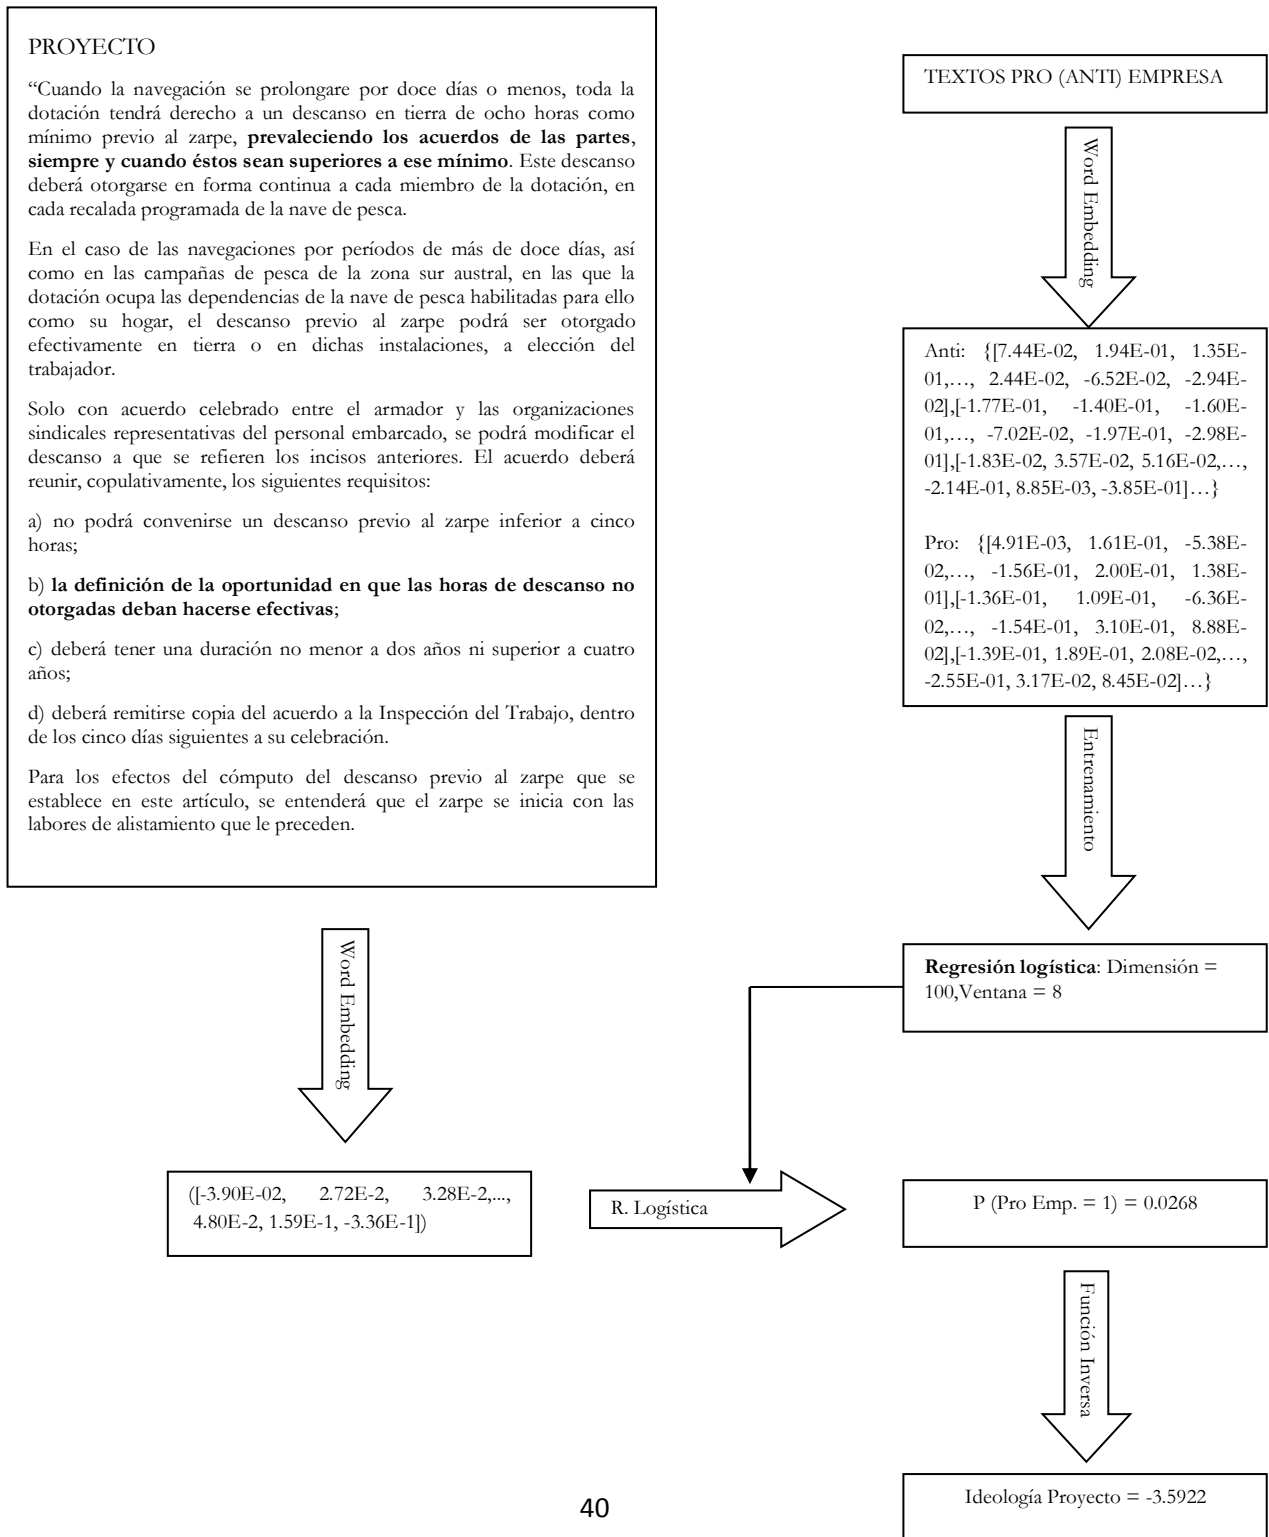 PROYECTO
“Cuando la navegación se prolongare por doce días o menos, toda la
dotación tendrá derecho a un descanso en tierra de ocho horas como
mínimo previo al zarpe, prevaleciendo los acuerdos de las partes,
siempre y cuando éstos sean superiores a ese mínimo. Este descanso
deberá otorgarse en forma continua a cada miembro de la dotación, en
cada recalada programada de la nave de pesca.
En el caso de las navegaciones por períodos de más de doce días, así
como en las campañas de pesca de la zona sur austral, en las que la
dotación ocupa las dependencias de la nave de pesca habilitadas para ello
como su hogar, el descanso previo al zarpe podrá ser otorgado
efectivamente en tierra o en dichas instalaciones, a elección del
trabajador.
Solo con acuerdo celebrado entre el armador y las organizaciones
sindicales representativas del personal embarcado, se podrá modificar el
descanso a que se refieren los incisos anteriores. El acuerdo deberá
reunir, copulativamente, los siguientes requisitos:
a) no podrá convenirse un descanso previo al zarpe inferior a cinco
horas;
b) la definición de la oportunidad en que las horas de descanso no
otorgadas deban hacerse efectivas;
c) deberá tener una duración no menor a dos años ni superior a cuatro
años;
d) deberá remitirse copia del acuerdo a la Inspección del Trabajo, dentro
de los cinco días siguientes a su celebración.
Para los efectos del cómputo del descanso previo al zarpe que se
establece en este artículo, se entenderá que el zarpe se inicia con las
labores de alistamiento que le preceden.
Word Embedding
([-3.90E-02, 2.72E-2, 3.28E-2,...,
4.80E-2, 1.59E-1, -3.36E-1])
TEXTOS PRO (ANTI) EMPRESA
Word Embedding
Anti: {[7.44E-02, 1.94E-01, 1.35E-
01,…, 2.44E-02, -6.52E-02, -2.94E-
02],[-1.77E-01, -1.40E-01, -1.60E-
01,…, -7.02E-02, -1.97E-01, -2.98E-
01],[-1.83E-02, 3.57E-02, 5.16E-02,…,
-2.14E-01, 8.85E-03, -3.85E-01]…}
Pro: {[4.91E-03, 1.61E-01, -5.38E-
02,…, -1.56E-01, 2.00E-01, 1.38E-
01],[-1.36E-01, 1.09E-01, -6.36E-
02,…, -1.54E-01, 3.10E-01, 8.88E-
02],[-1.39E-01, 1.89E-01, 2.08E-02,…,
-2.55E-01, 3.17E-02, 8.45E-02]…}
Entrenamiento
Regresión logística: Dimensión =
100,Ventana = 8
R. Logística
P (Pro Emp. = 1) = 0.0268
Función Inversa
Ideología Proyecto = -3.5922
40